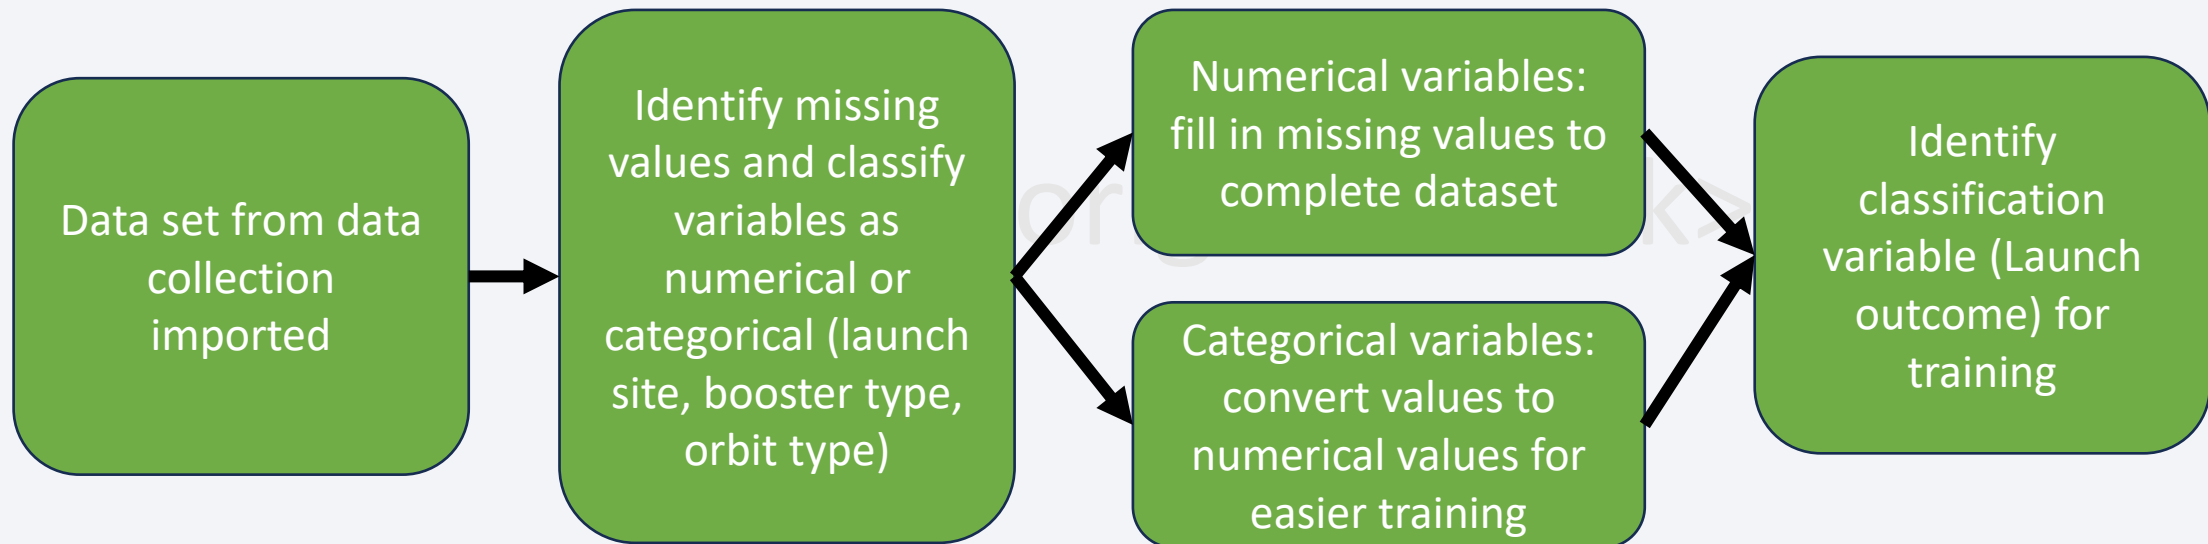 Data set from data
collection
imported
Identify missing
values and classify
variables as
numerical or
categorical (launch
site, booster type,
orbit type)
Numerical variables:
fill in missing values to
complete dataset
Categorical variables:
convert values to
numerical values for
easier training
Identify
classification
variable (Launch
outcome) for
training